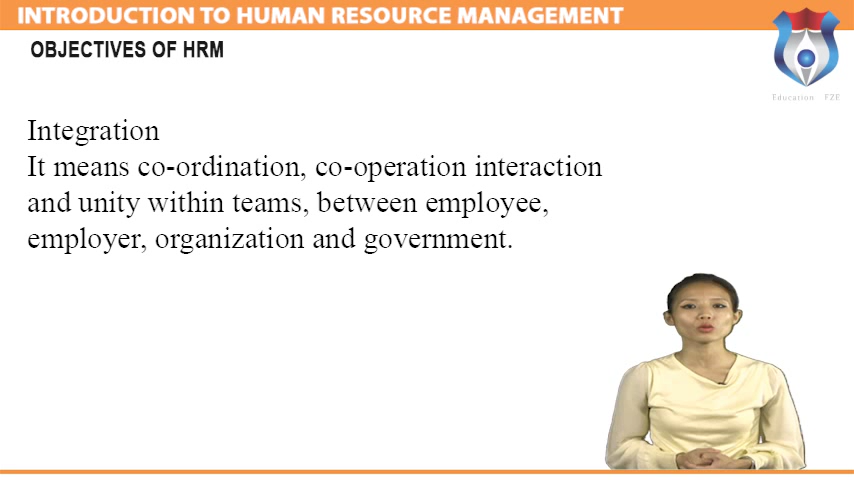 INTRODUCTION TO HUMAN RESOURCE MANAGEMENT
OBJECTIVES OF HRM
Education FZE
Integration
It means co-ordination, co-operation interaction
and unity within teams, between employee,
employer, organization and government.